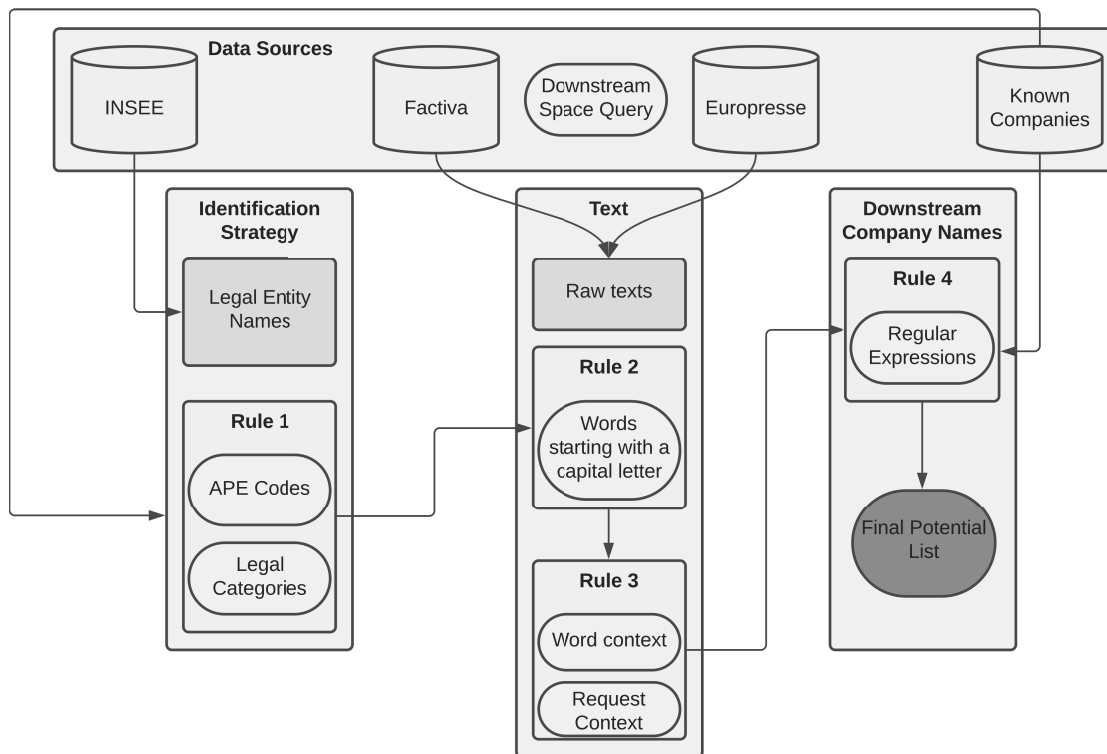 Data Sources
INSEE
Factiva
Downstream
Space Query
Europresse
Known
Companies
Identification
Strategy
Legal Entity
Names
Rule 1
APE Codes
Legal
Categories
Text
Raw texts
Rule 2
Words
starting with a
capital letter
Rule 3
Word context
Request
Context
Downstream
Company Names
Rule 4
Regular
Expressions
Final Potential
List